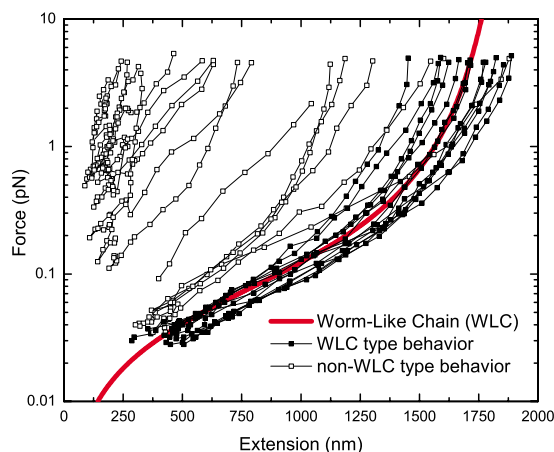 10
1
0.1
0.01
Force (pN)
Worm-Like Chain (WLC)
WLC type behavior
non-WLC type behavior
0 250 500 750 1000 1250 1500 1750 2000
Extension (nm)